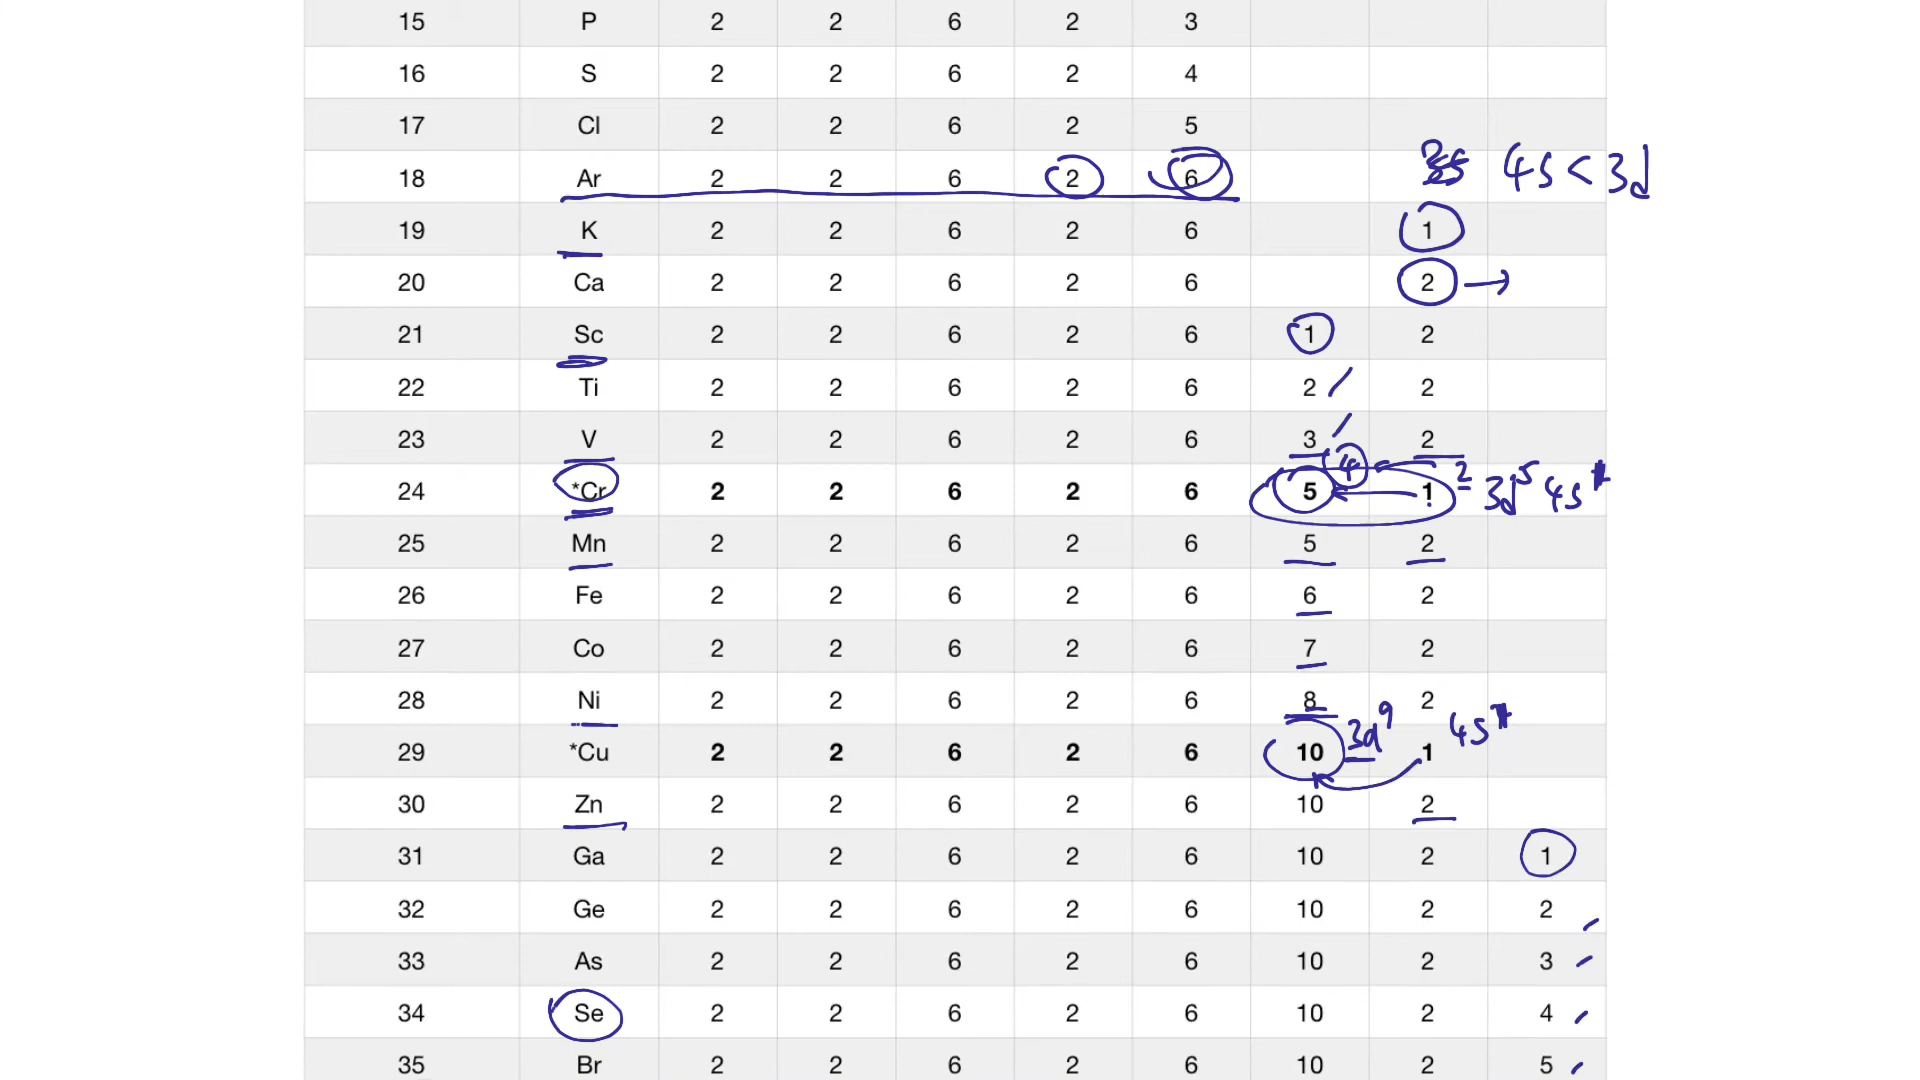 15 P 2 2 6 2 3
16 S 2 2 6 2 4
17 Cl 2 2 6 2 5
18 Ar 2 2 6 2 6 4s < 3d
19 K 2 2 6 2 6 1
20 Ca 2 2 6 2 6 2 →
21 Sc 2 2 6 2 6 1 2
22 Ti 2 2 6 2 6 2 2
23 V 2 2 6 2 6 3 2
4 2
24 *Cr 2 2 6 2 6 5 1 3d⁵ 4s
25 Mn 2 2 6 2 6 5 2
26 Fe 2 2 6 2 6 6 2
27 Co 2 2 6 2 6 7 2
28 Ni 2 2 6 2 6 8 2
3d⁹ 4s
29 *Cu 2 2 6 2 6 10 1
30 Zn 2 2 6 2 6 10 2
31 Ga 2 2 6 2 6 10 2 1
32 Ge 2 2 6 2 6 10 2 2
33 As 2 2 6 2 6 10 2 3
34 Se 2 2 6 2 6 10 2 4
35 Br 2 2 6 2 6 10 2 5